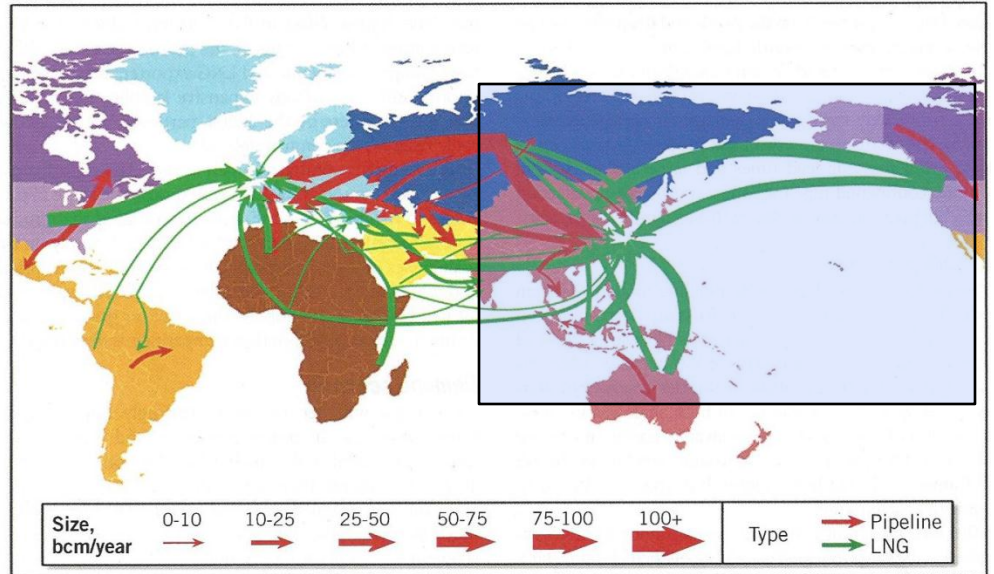 Size,
bcm/year
0-10 10-25 25-50 50-75 75-100 100+
Type
Pipeline
LNG